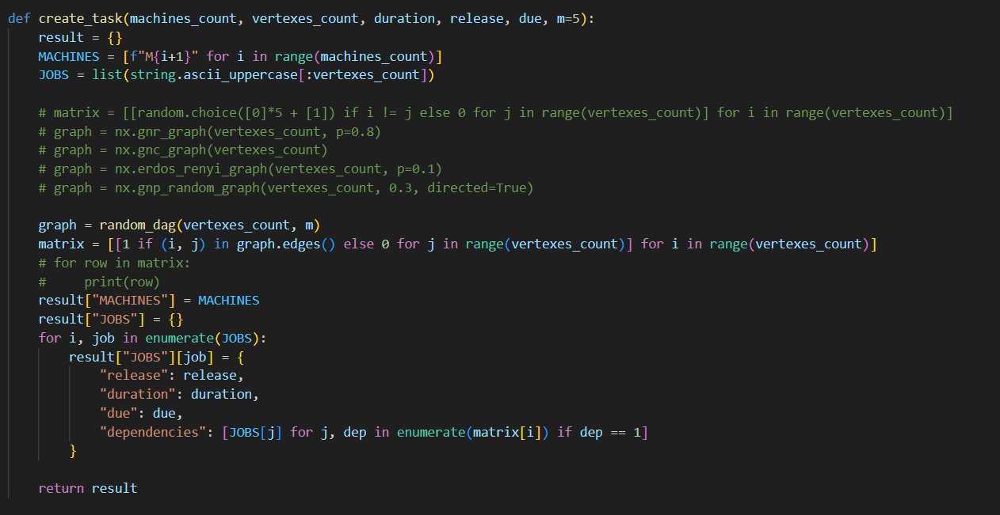 def create_task(machines_count, vertexes_count, duration, release, due, m=5):
    result = {}
    MACHINES = [f"M{i+1}" for i in range(machines_count)]
    JOBS = list(string.ascii_uppercase[:vertexes_count])

    # matrix = [[random.choice([0]*5 + [1]) if i != j else 0 for j in range(vertexes_count)] for i in range(vertexes_count)]
    # graph = nx.gnr_graph(vertexes_count, p=0.8)
    # graph = nx.gnc_graph(vertexes_count)
    # graph = nx.erdos_renyi_graph(vertexes_count, p=0.1)
    # graph = nx.gnp_random_graph(vertexes_count, 0.3, directed=True)

    graph = random_dag(vertexes_count, m)
    matrix = [[1 if (i, j) in graph.edges() else 0 for j in range(vertexes_count)] for i in range(vertexes_count)]
    # for row in matrix:
    #     print(row)
    result["MACHINES"] = MACHINES
    result["JOBS"] = {}
    for i, job in enumerate(JOBS):
        result["JOBS"][job] = {
            "release": release,
            "duration": duration,
            "due": due,
            "dependencies": [JOBS[j] for j, dep in enumerate(matrix[i]) if dep == 1]
        }

    return result